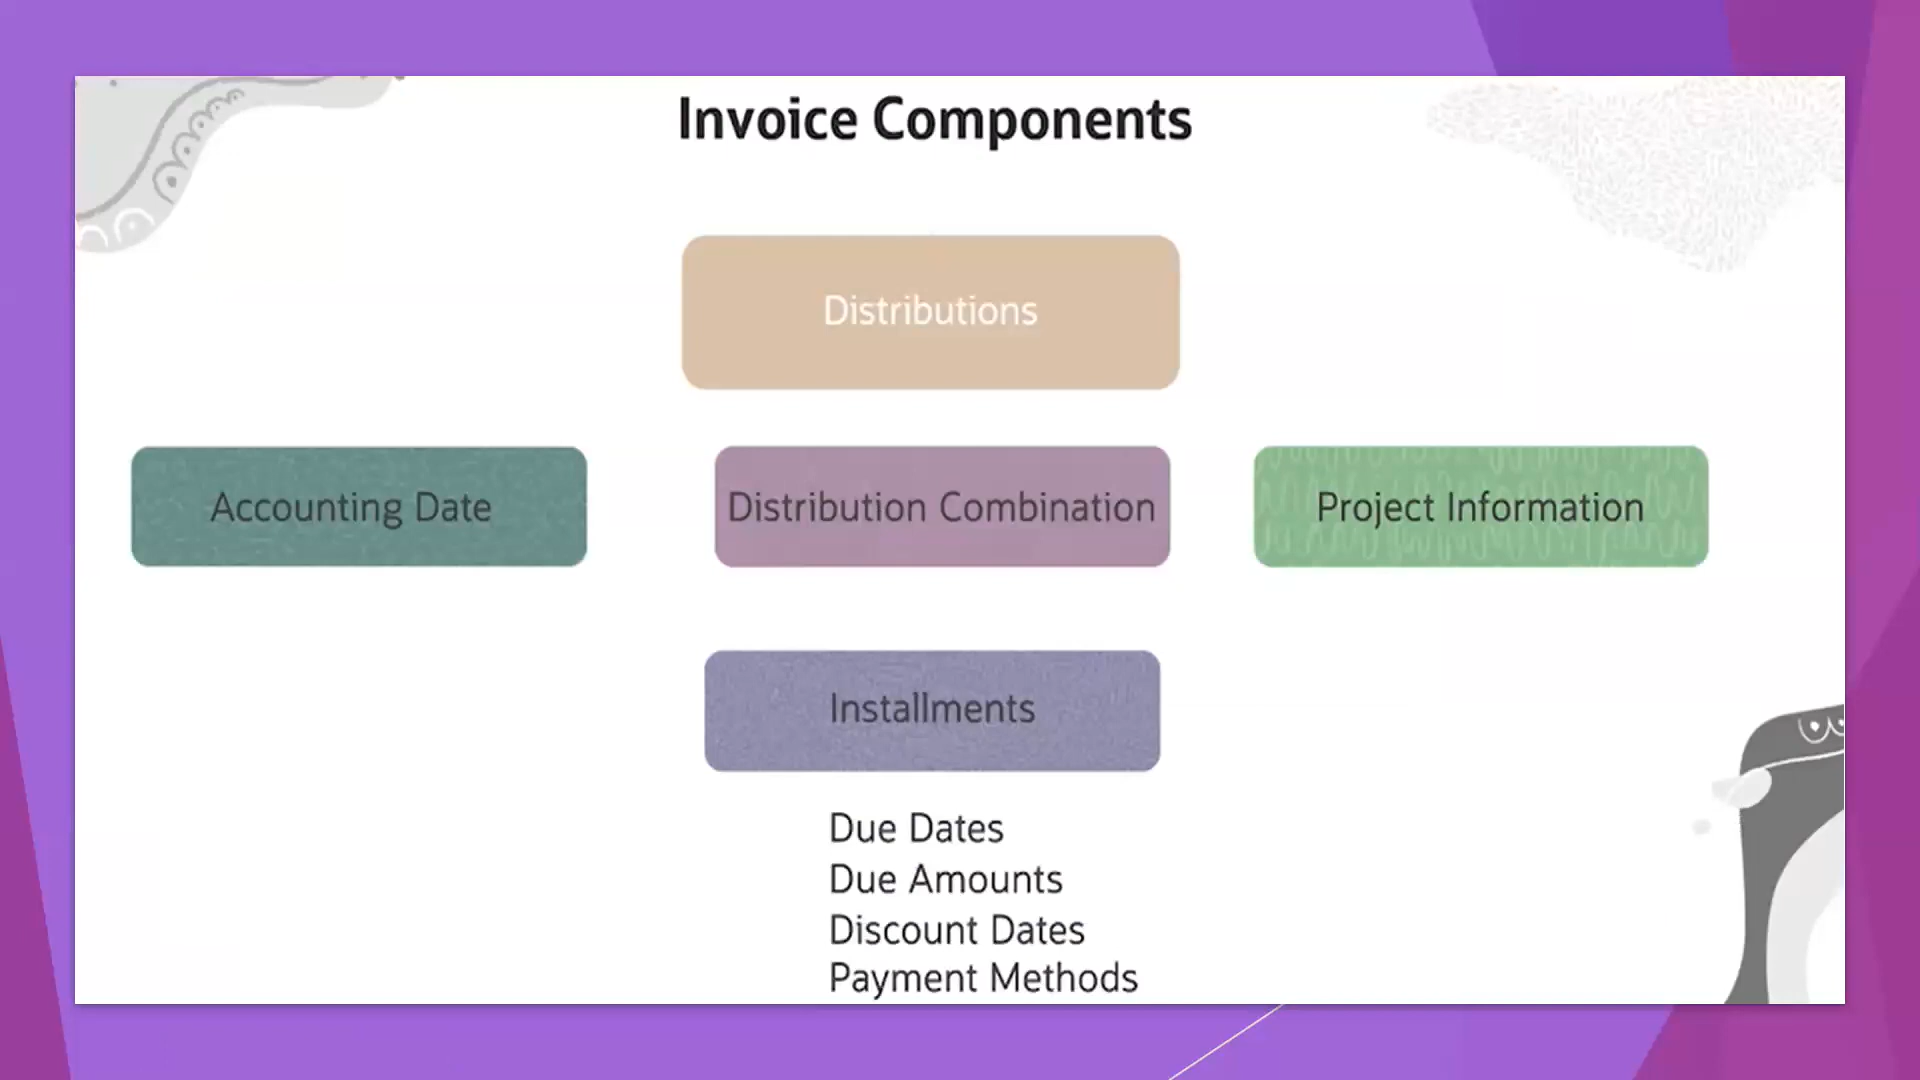 Invoice Components
Distributions
Accounting Date
Distribution Combination
Project Information
Installments
Due Dates
Due Amounts
Discount Dates
Payment Methods